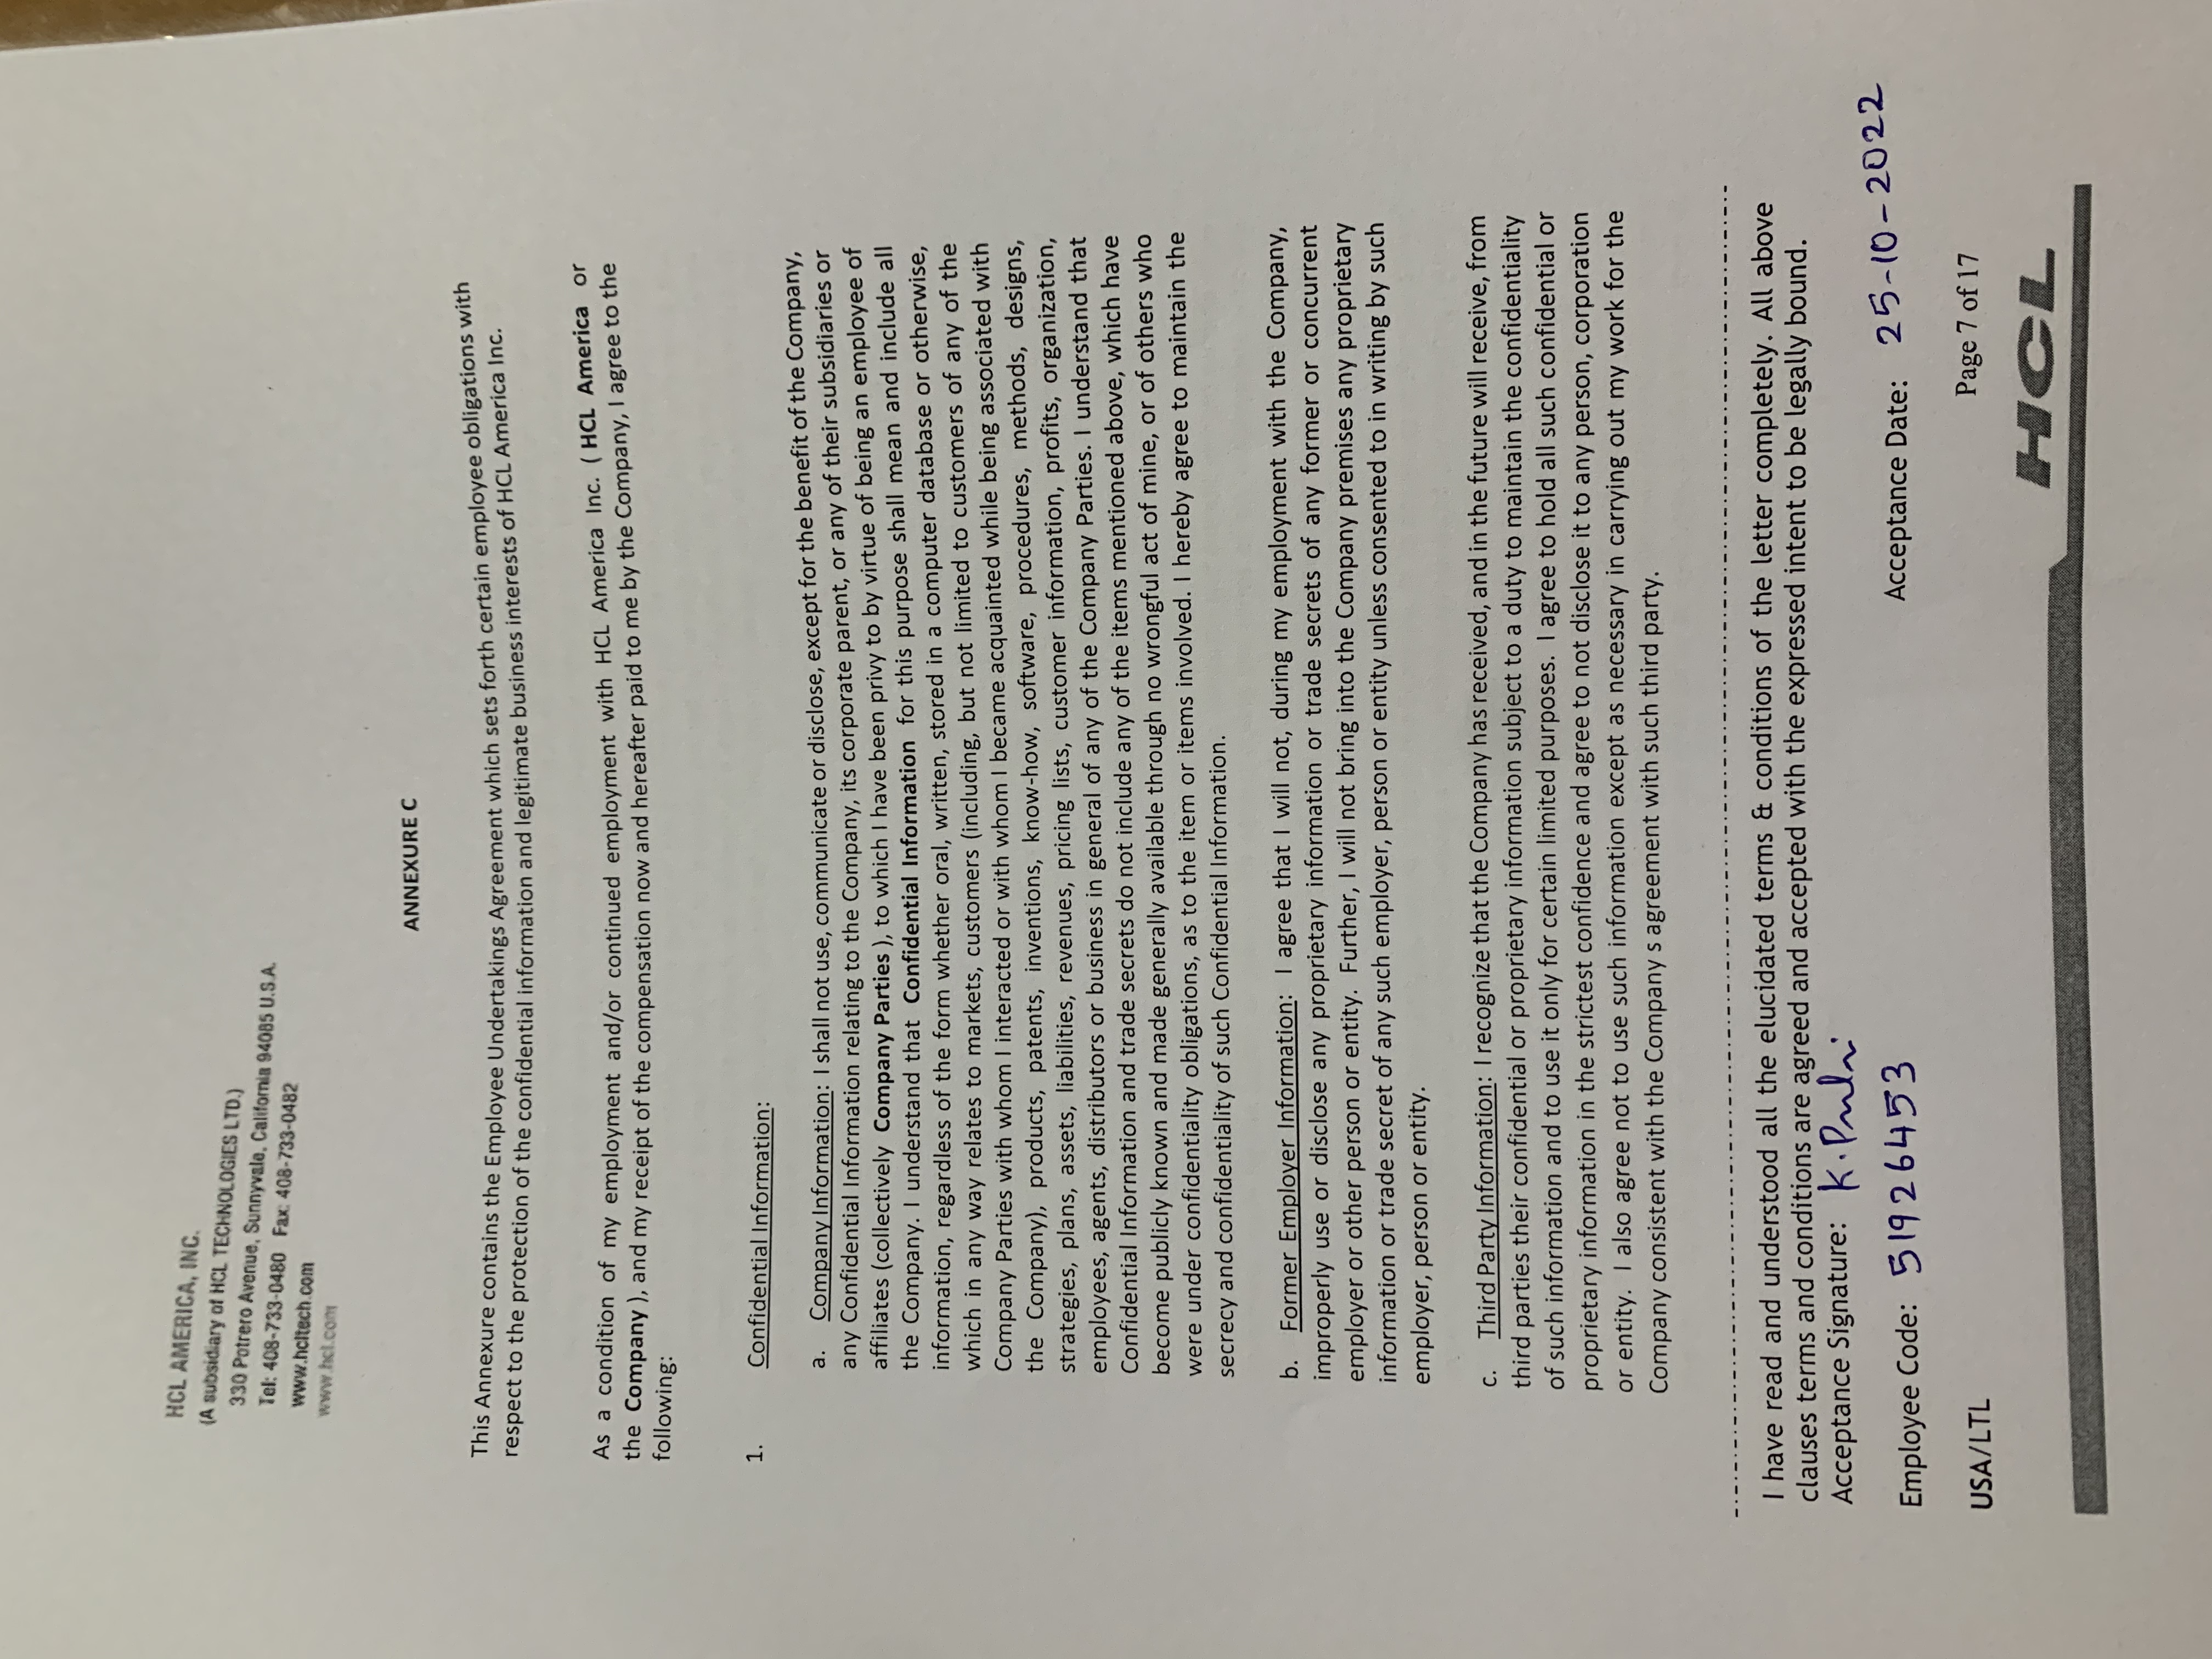 HCL AMERICA, INC.
(A subsidiary of HCL TECHNOLOGIES LTD.)
330 Potrero Avenue, Sunnyvale, California 94085 U.S.A.
Tel: 408-733-0480 Fax: 408-733-0482
www.hcltech.com
www.hcl.com
ANNEXURE C
This Annexure contains the Employee Undertakings Agreement which sets forth certain employee obligations with
respect to the protection of the confidential information and legitimate business interests of HCL America Inc.
As a condition of my employment and/or continued employment with HCL America Inc. ( HCL America or
the Company ), and my receipt of the compensation now and hereafter paid to me by the Company, I agree to the
following:
1. Confidential Information:
a. Company Information: I shall not use, communicate or disclose, except for the benefit of the Company,
any Confidential Information relating to the Company, its corporate parent, or any of their subsidiaries or
affiliates (collectively Company Parties ), to which I have been privy to by virtue of being an employee of
the Company. I understand that Confidential Information for this purpose shall mean and include all
information, regardless of the form whether oral, written, stored in a computer database or otherwise,
which in any way relates to markets, customers (including, but not limited to customers of any of the
Company Parties with whom I interacted or with whom I became acquainted while being associated with
the Company), products, patents, inventions, know-how, software, procedures, methods, designs,
strategies, plans, assets, liabilities, revenues, pricing lists, customer information, profits, organization,
employees, agents, distributors or business in general of any of the Company Parties. I understand that
Confidential Information and trade secrets do not include any of the items mentioned above, which have
become publicly known and made generally available through no wrongful act of mine, or of others who
were under confidentiality obligations, as to the item or items involved. I hereby agree to maintain the
secrecy and confidentiality of such Confidential Information.
b. Former Employer Information: I agree that I will not, during my employment with the Company,
improperly use or disclose any proprietary information or trade secrets of any former or concurrent
employer or other person or entity. Further, I will not bring into the Company premises any proprietary
information or trade secret of any such employer, person or entity unless consented to in writing by such
employer, person or entity.
c. Third Party Information: I recognize that the Company has received, and in the future will receive, from
third parties their confidential or proprietary information subject to a duty to maintain the confidentiality
of such information and to use it only for certain limited purposes. I agree to hold all such confidential or
proprietary information in the strictest confidence and agree to not disclose it to any person, corporation
or entity. I also agree not to use such information except as necessary in carrying out my work for the
Company consistent with the Company s agreement with such third party.
I have read and understood all the elucidated terms & conditions of the letter completely. All above
clauses terms and conditions are agreed and accepted with the expressed intent to be legally bound.
Acceptance Signature: K.
Employee Code: 51926453
Acceptance Date: 25-10-2022
USA/LTL
Page 7 of 17
HCL